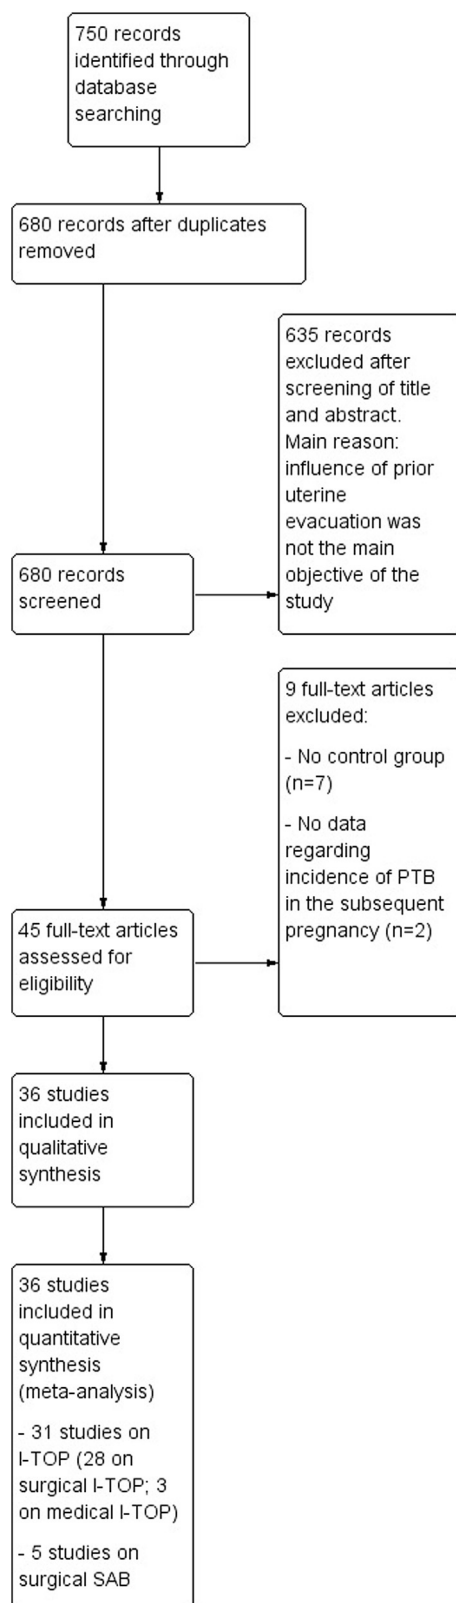 750 records
identified through
database
searching
680 records after duplicates
removed
635 records
excluded after
screening of title
and abstract.
Main reason:
influence of prior
uterine
evacuation was
not the main
objective of the
study
680 records
screened
9 full-text articles
excluded:
- No control group
(n=7)
- No data
regarding
incidence of PTB
in the subsequent
pregnancy (n=2)
45 full-text articles
assessed for
eligibility
36 studies
included in
qualitative
synthesis
36 studies
included in
quantitative
synthesis
(meta-analysis)
- 31 studies on
I-TOP (28 on
surgical I-TOP; 3
on medical I-TOP)
- 5 studies on
surgical SAB